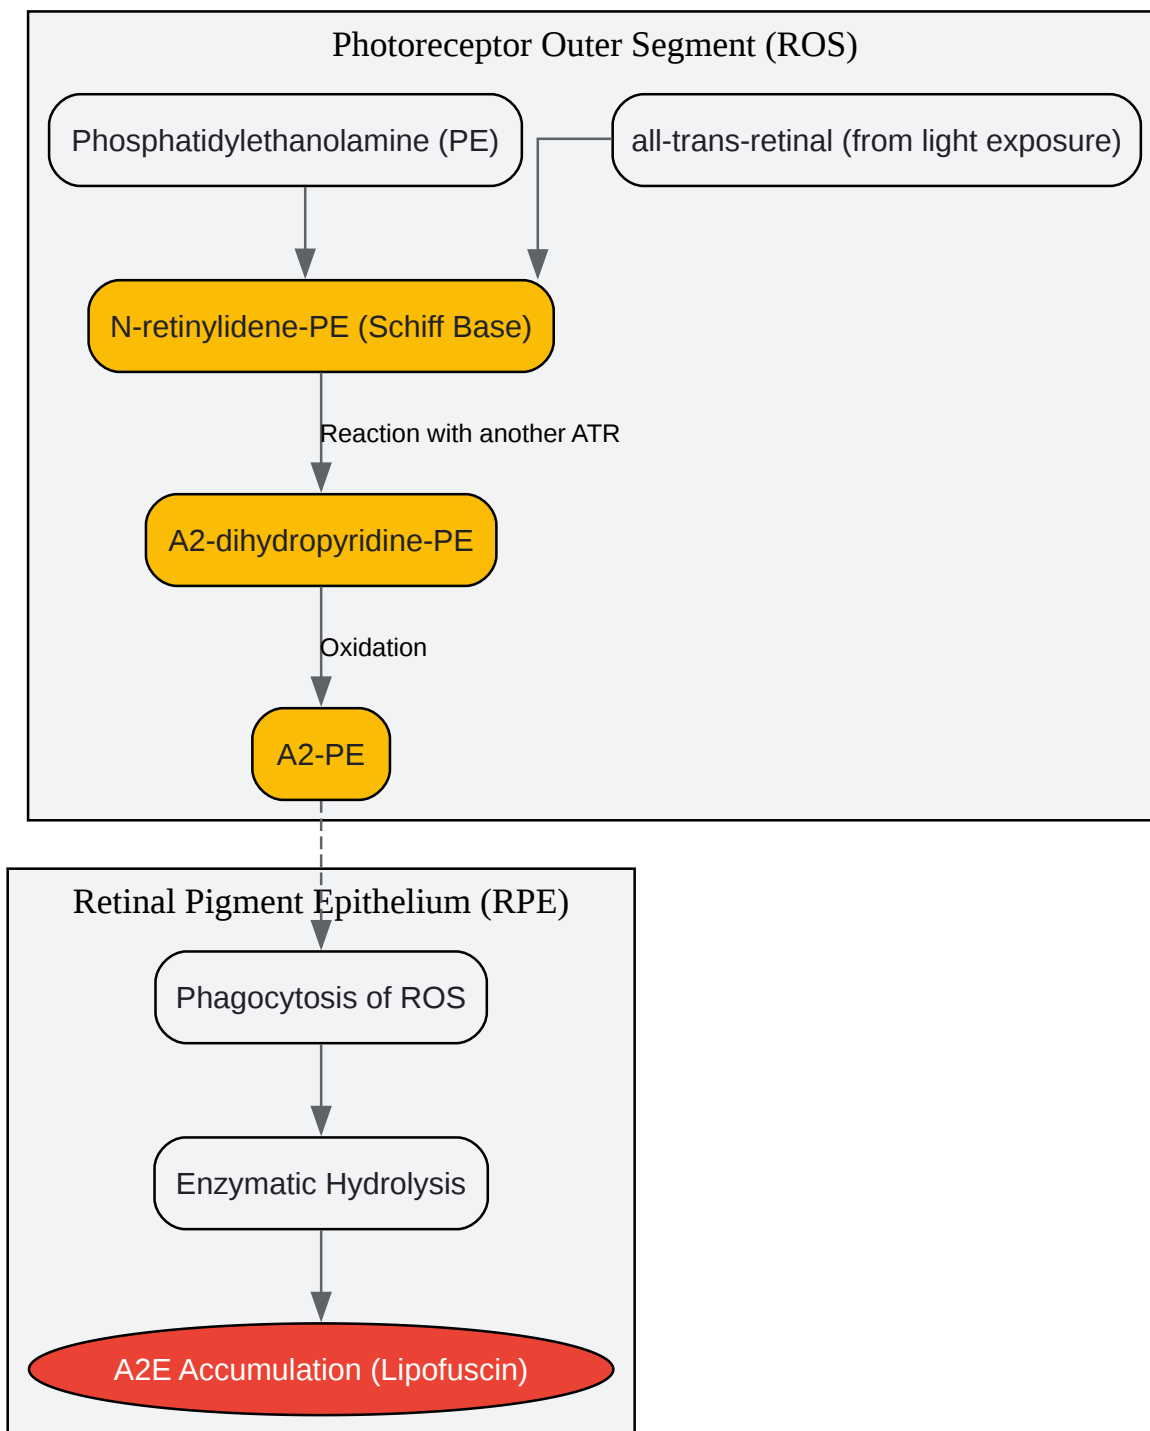 Photoreceptor Outer Segment (ROS)
Phosphatidylethanolamine (PE)
all-trans-retinal (from light exposure)
N-retinylidene-PE (Schiff Base)
Reaction with another ATR
A2-dihydropyridine-PE
Oxidation
A2-PE
Retinal Pigment Epithelium (RPE)
Phagocytosis of ROS
Enzymatic Hydrolysis
A2E Accumulation (Lipofuscin)